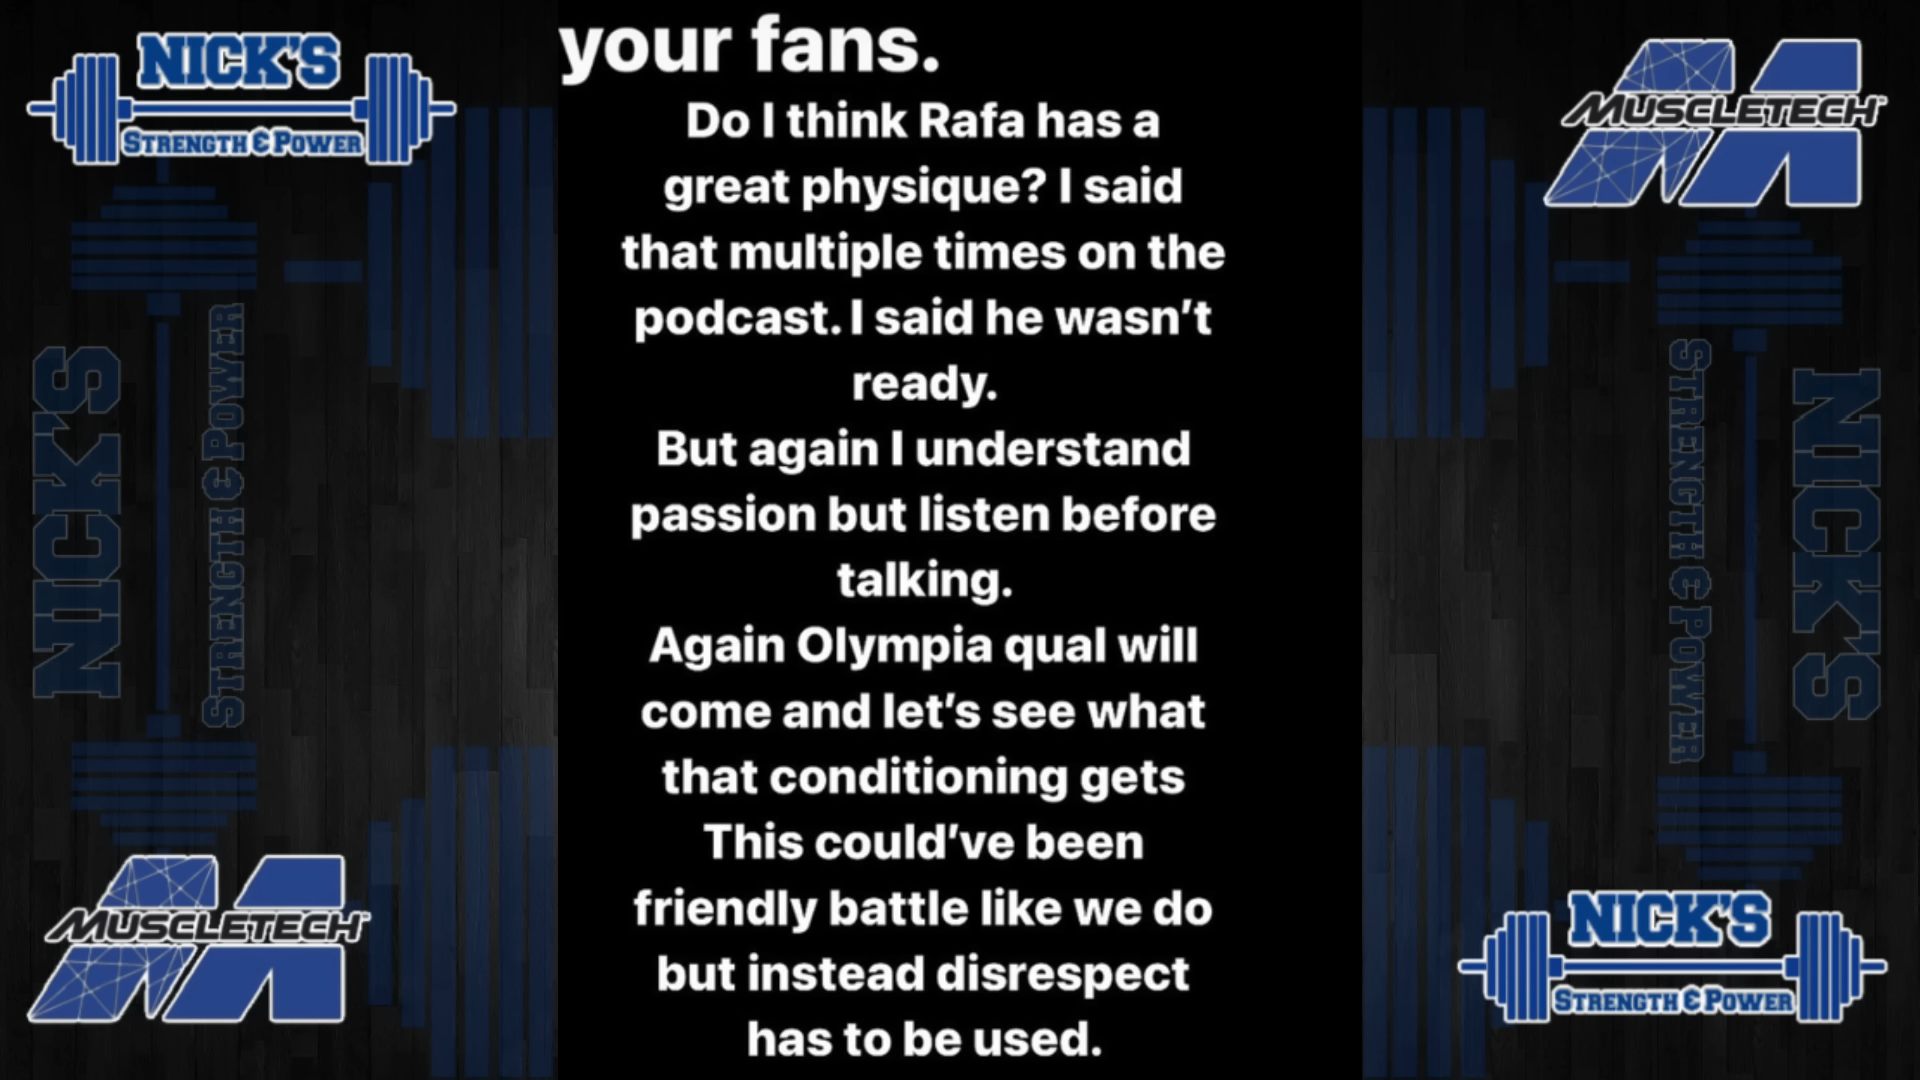 NICK'S
STRENGTH & POWER
MUSCLETECH
your fans.
Do I think Rafa has a
great physique? I said
that multiple times on the
podcast. I said he wasn’t
ready.
But again I understand
passion but listen before
talking.
Again Olympia qual will
come and let’s see what
that conditioning gets
This could’ve been
friendly battle like we do
but instead disrespect
has to be used.
NICK'S
STRENGTH & POWER
STRENGTH & POWER
NICK'S
MUSCLETECH
NICK'S
STRENGTH & POWER